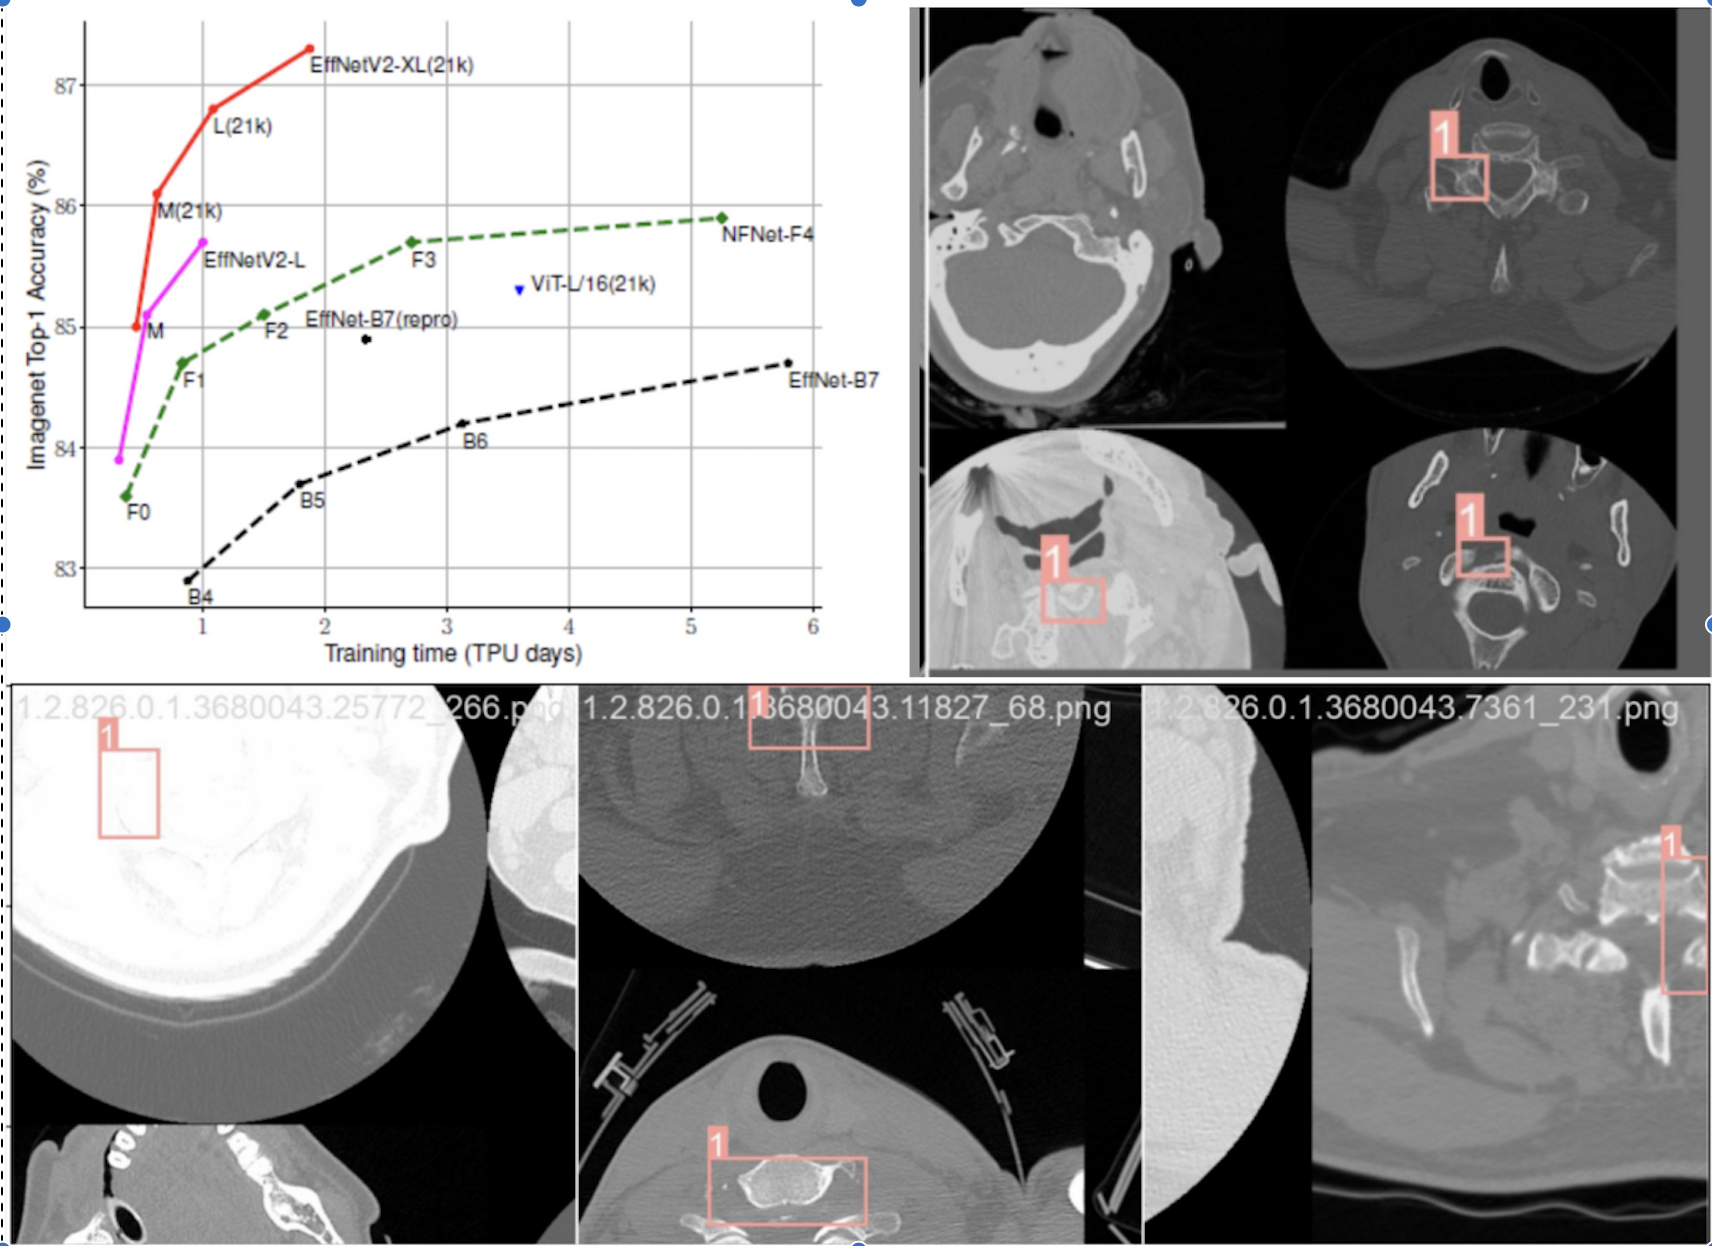 87
86
85
84
83
Imagenet Top-1 Accuracy (%)
EffNetV2-XL(21k)
L(21k)
M(21k)
EffNetV2-L
M
NFNet-F4
F3
ViT-L/16(21k)
EffNet-B7(repro)
F2
F1
EffNet-B7
B6
B5
F0
B4
1 2 3 4 5 6
Training time (TPU days)
1
1
1
1.2.826.0.1.3680043.25772_266.png
1
1.2.826.0.1.3680043.11827_68.png
1
1
1.2.826.0.1.3680043.7361_231.png
1